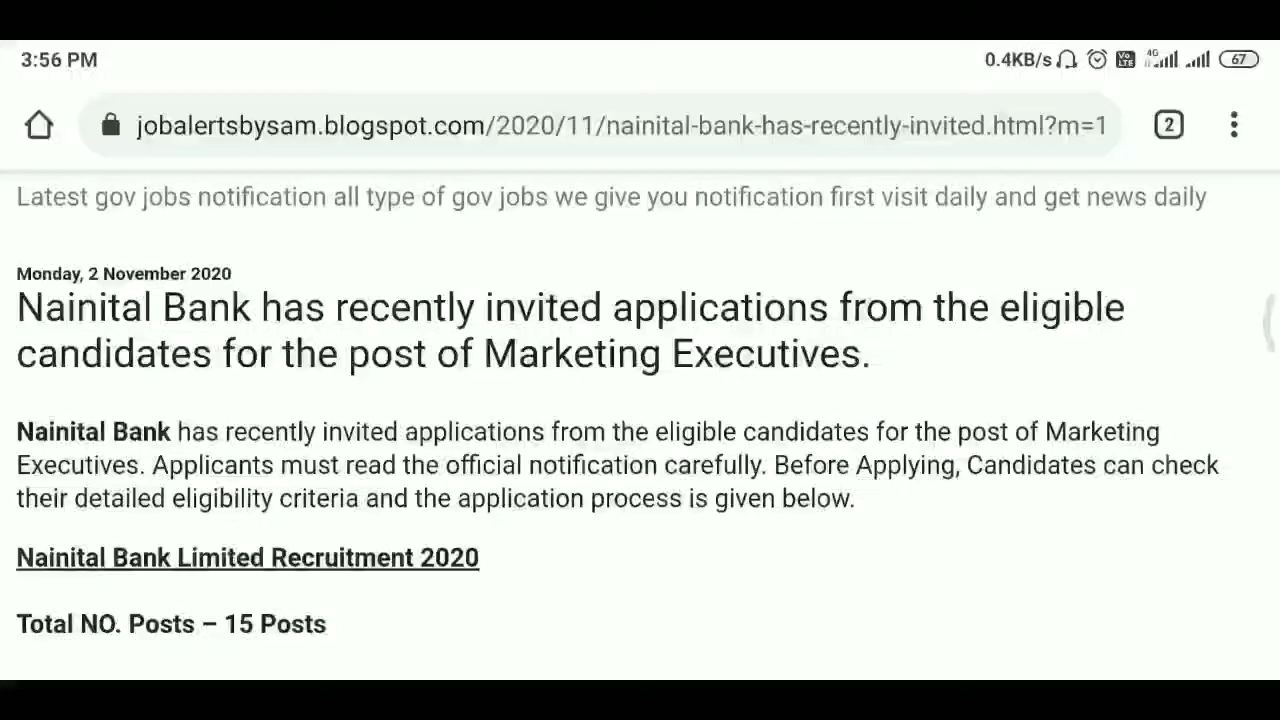 3:56 PM
0.4KB/s 4G Vo LTE 67
jobalertsbysam.blogspot.com/2020/11/nainital-bank-has-recently-invited.html?m=1
2
Latest gov jobs notification all type of gov jobs we give you notification first visit daily and get news daily
Monday, 2 November 2020
Nainital Bank has recently invited applications from the eligible
candidates for the post of Marketing Executives.
Nainital Bank has recently invited applications from the eligible candidates for the post of Marketing
Executives. Applicants must read the official notification carefully. Before Applying, Candidates can check
their detailed eligibility criteria and the application process is given below.
Nainital Bank Limited Recruitment 2020
Total NO. Posts – 15 Posts